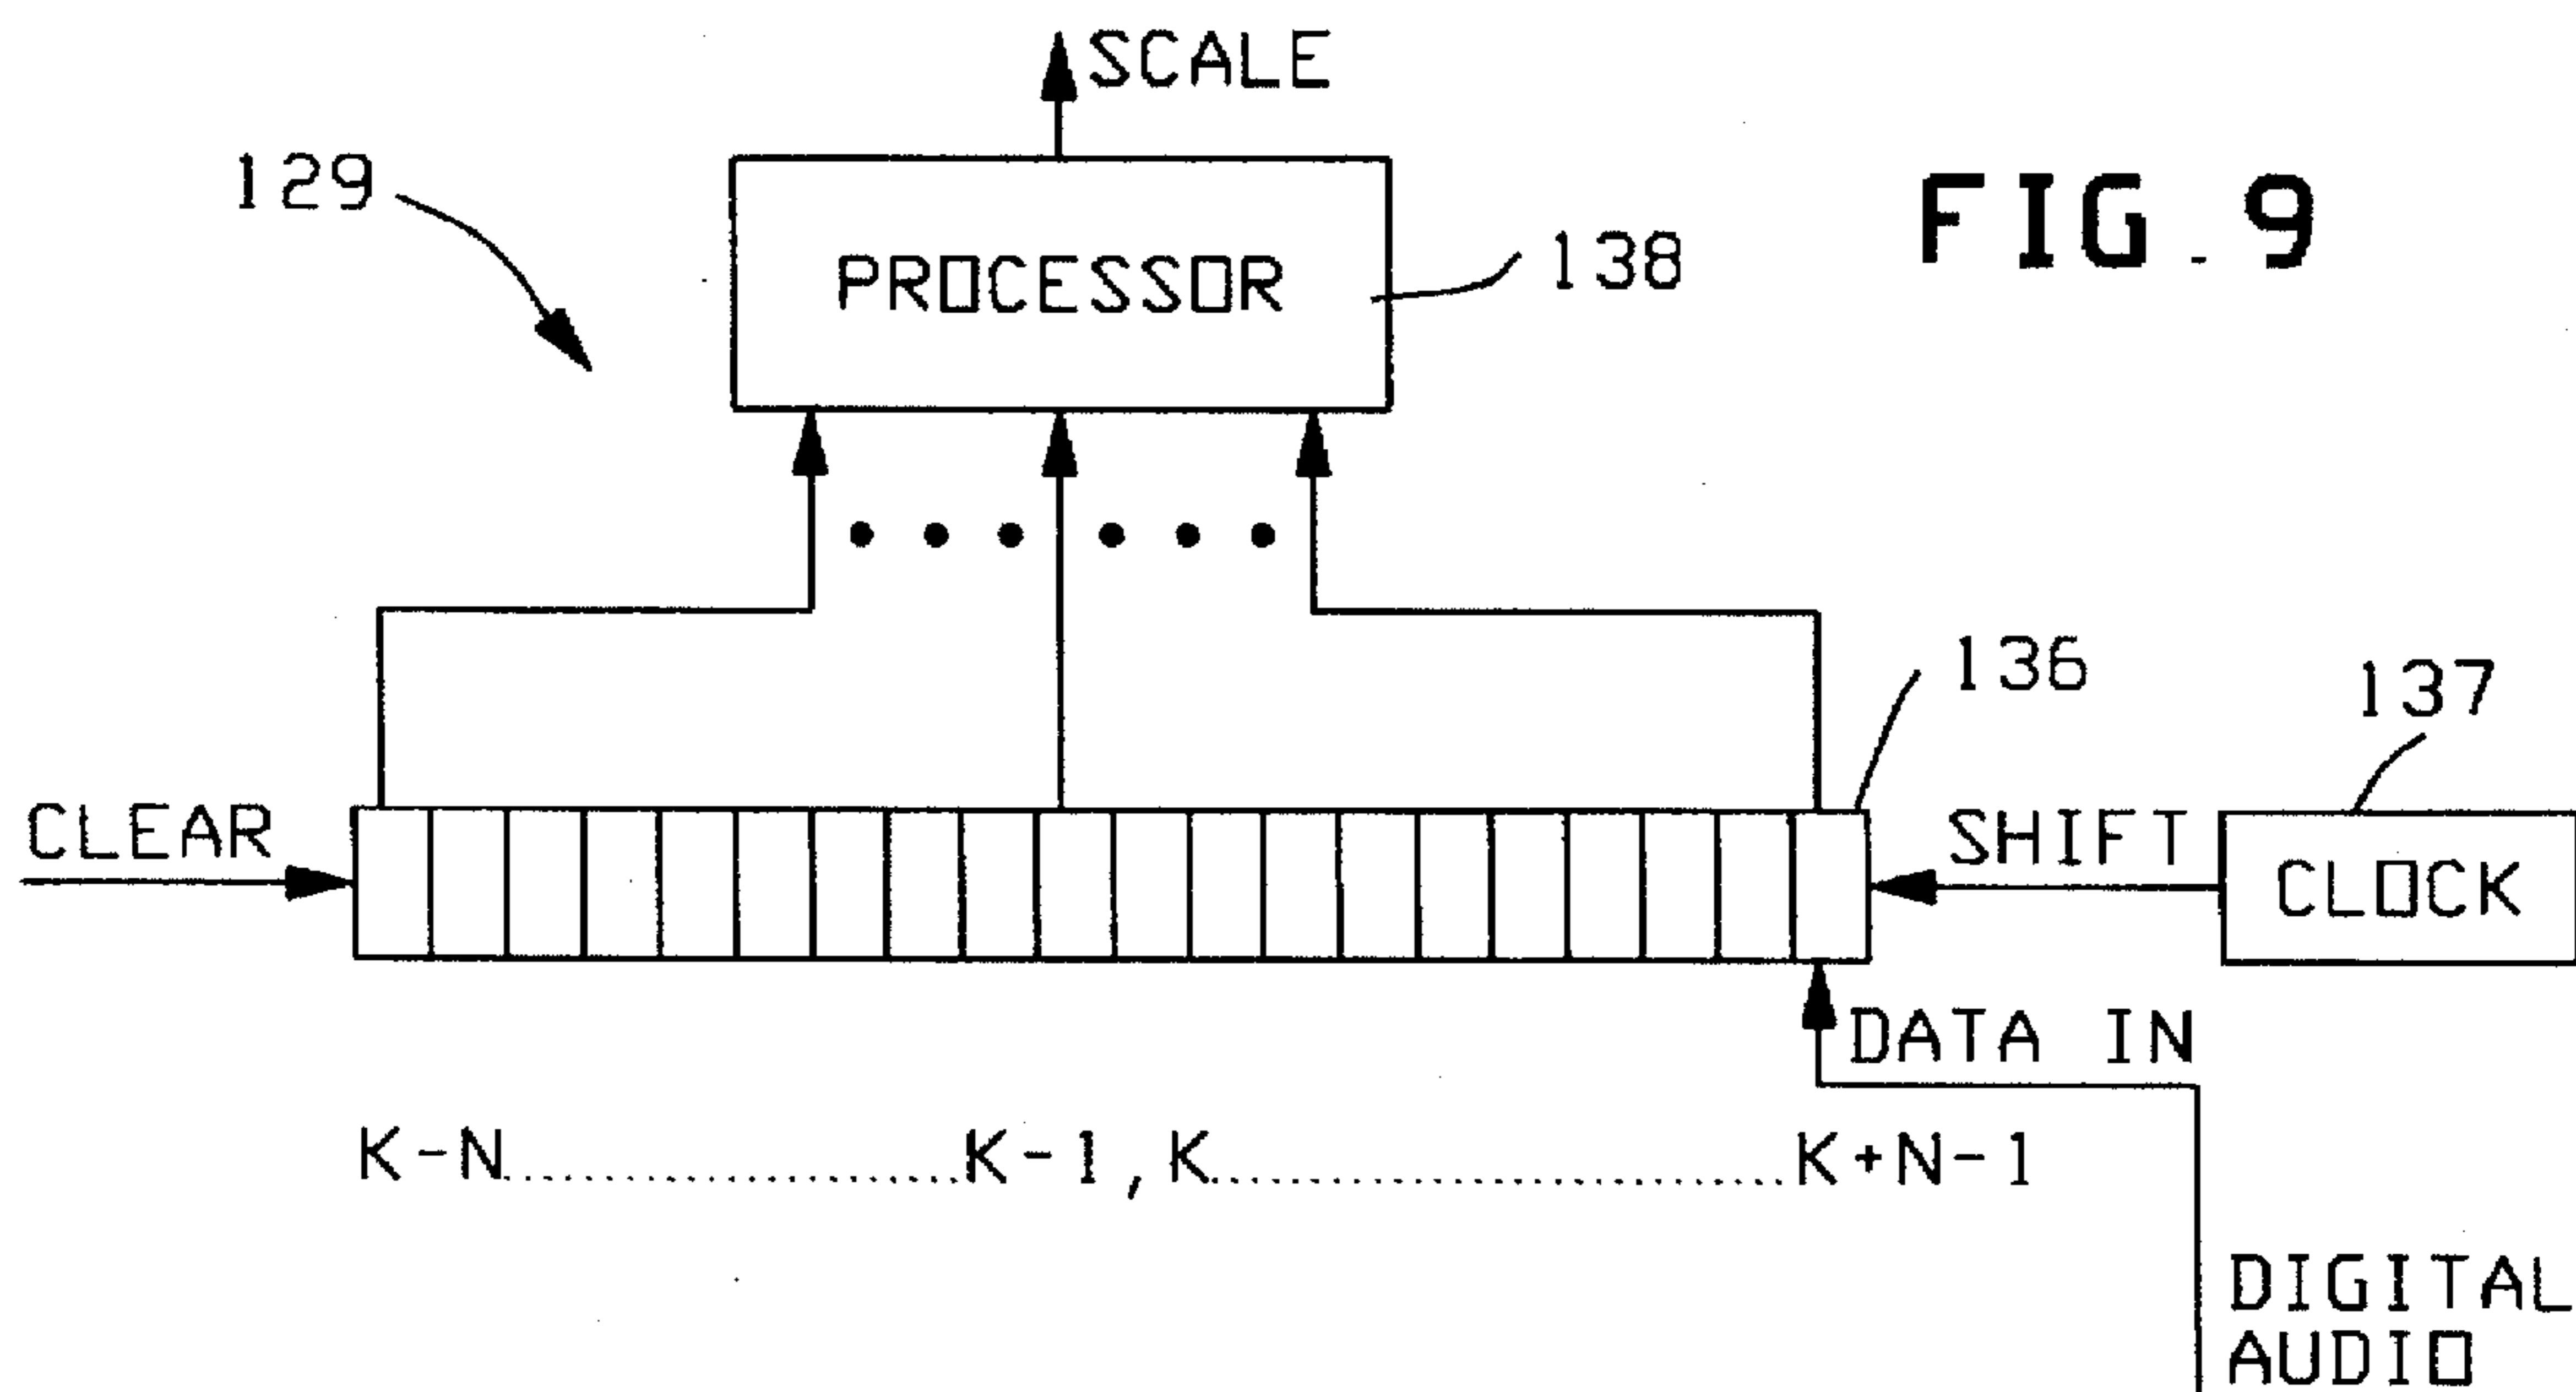 SCALE
129
FIG. 9
PROCESSOR
138
136
137
CLEAR
SHIFT
CLOCK
DATA IN
K-N..........K-1, K..........K+N-1
DIGITAL
AUDIO